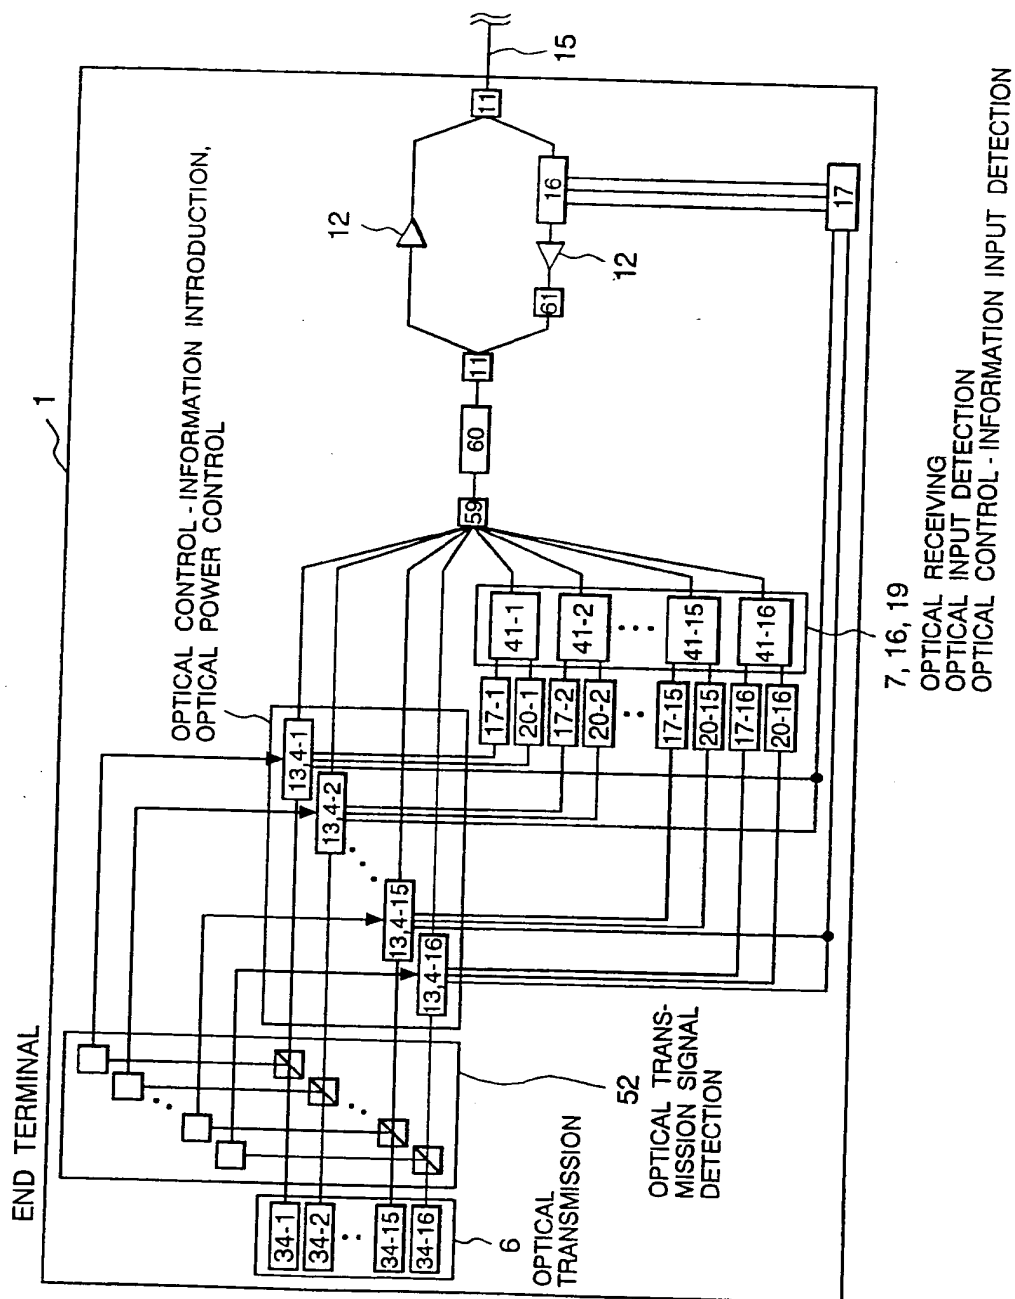 END TERMINAL
1
OPTICAL CONTROL-INFORMATION INTRODUCTION,
OPTICAL POWER CONTROL
34-1
34-2
34-15
34-16
6
OPTICAL
TRANSMISSION
52
OPTICAL TRANS-
MISSION SIGNAL
DETECTION
13,4-1
13,4-2
13,4-15
13,4-16
17-1
20-1
17-2
20-2
17-15
20-15
17-16
20-16
41-1
41-2
41-15
41-16
59
60
11
12
61
12
16
11
15
17
7, 16, 19
OPTICAL RECEIVING
OPTICAL INPUT DETECTION
OPTICAL CONTROL-INFORMATION INPUT DETECTION